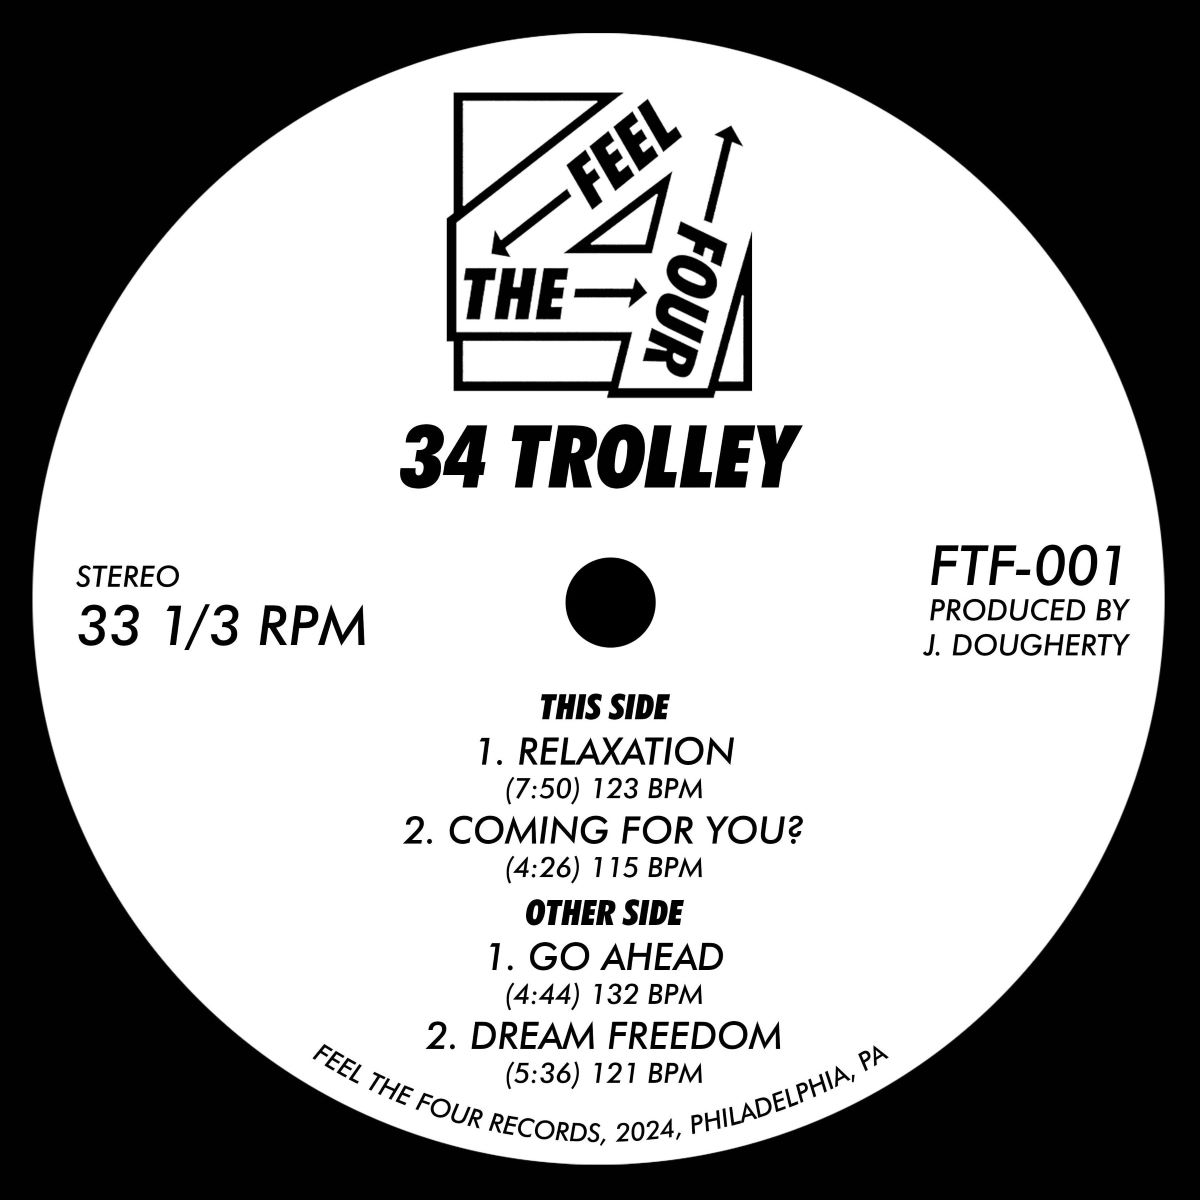 FEEL
THE
FOUR
34 TROLLEY
STEREO
33 1/3 RPM
FTF-001
PRODUCED BY
J. DOUGHERTY
THIS SIDE
1. RELAXATION
(7:50) 123 BPM
2. COMING FOR YOU?
(4:26) 115 BPM
OTHER SIDE
1. GO AHEAD
(4:44) 132 BPM
2. DREAM FREEDOM
(5:36) 121 BPM
FEEL THE FOUR RECORDS, 2024, PHILADELPHIA, PA